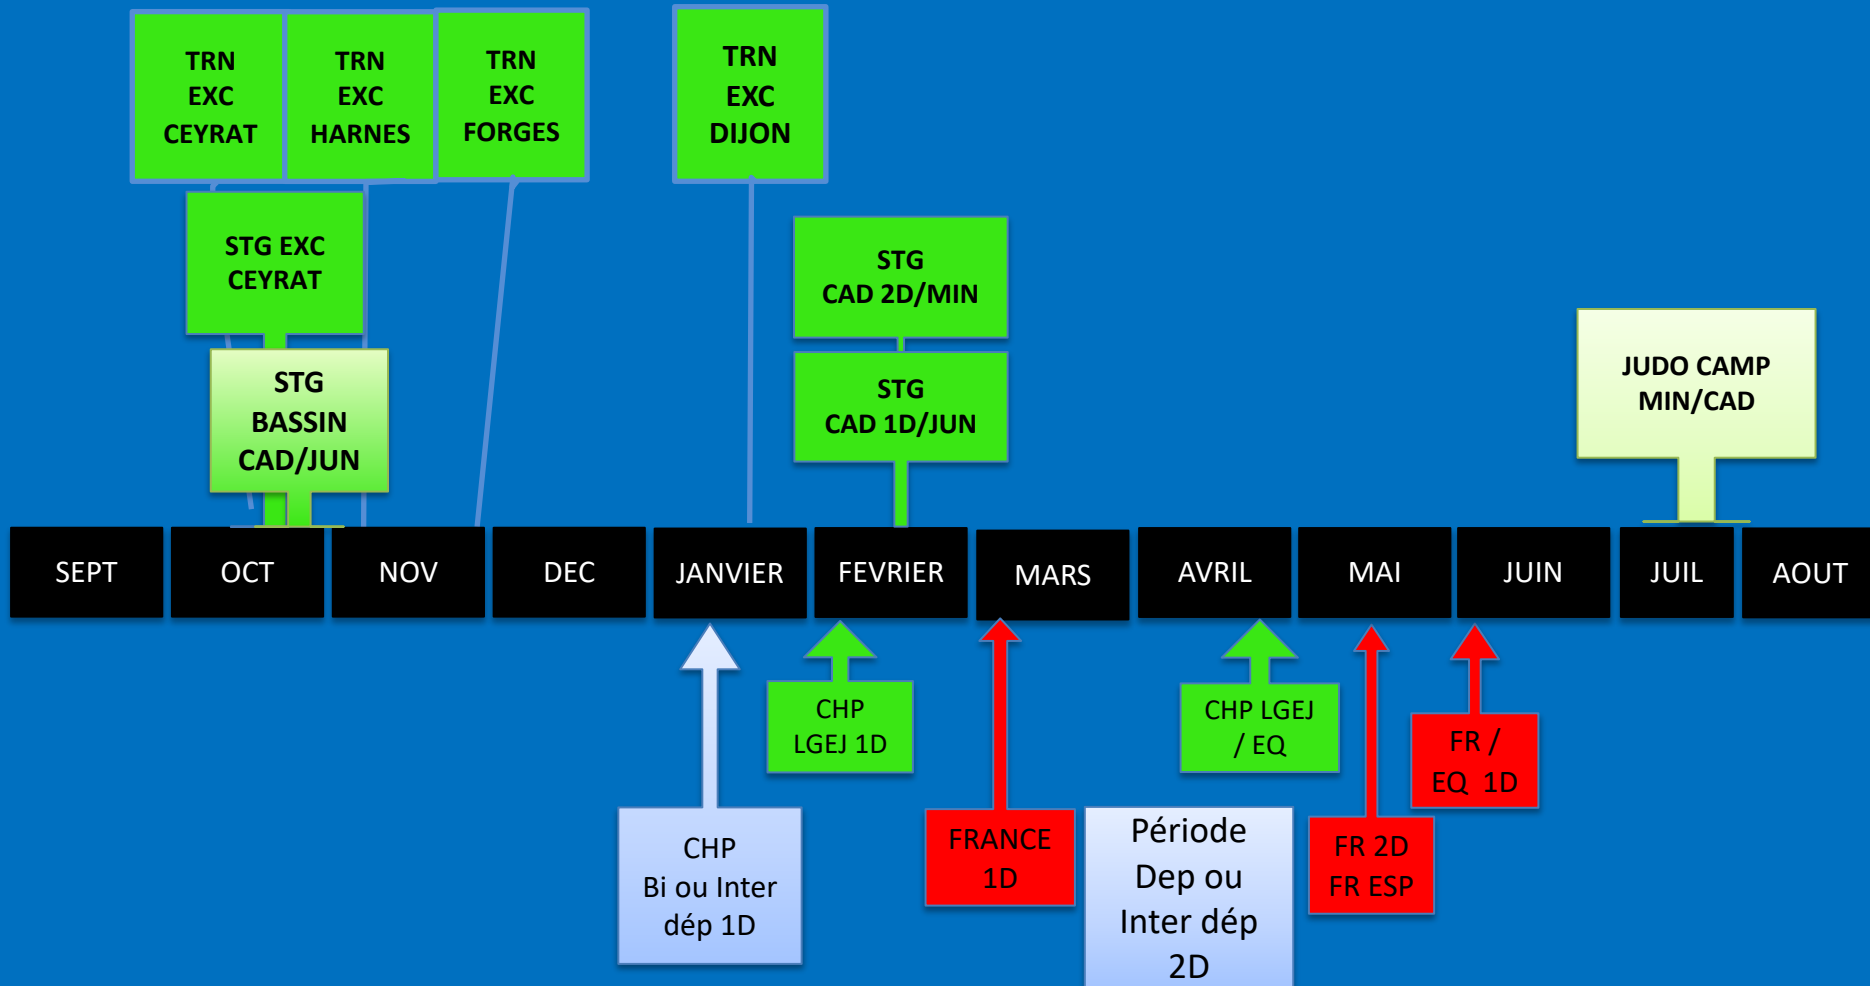 TRN
EXC
CEYRAT
TRN
EXC
HARNES
TRN
EXC
FORGES
TRN
EXC
DIJON
STG EXC
CEYRAT
STG
CAD 2D/MIN
STG
BASSIN
CAD/JUN
STG
CAD 1D/JUN
JUDO CAMP
MIN/CAD
SEPT
OCT
NOV
DEC
JANVIER
FEVRIER
MARS
AVRIL
MAI
JUIN
JUIL
AOUT
CHP
LGEJ 1D
CHP LGEJ
/ EQ
FR /
EQ 1D
CHP
Bi ou Inter
dép 1D
FRANCE
1D
Période
Dep ou
Inter dép
2D
FR 2D
FR ESP